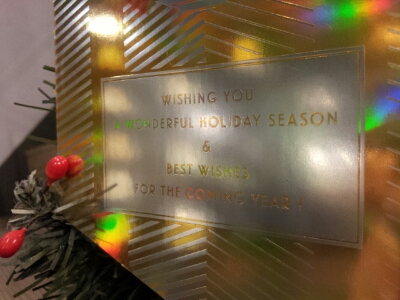 WISHING YOU
A WONDERFUL HOLIDAY SEASON
&
BEST WISHES
FOR THE COMING YEAR !